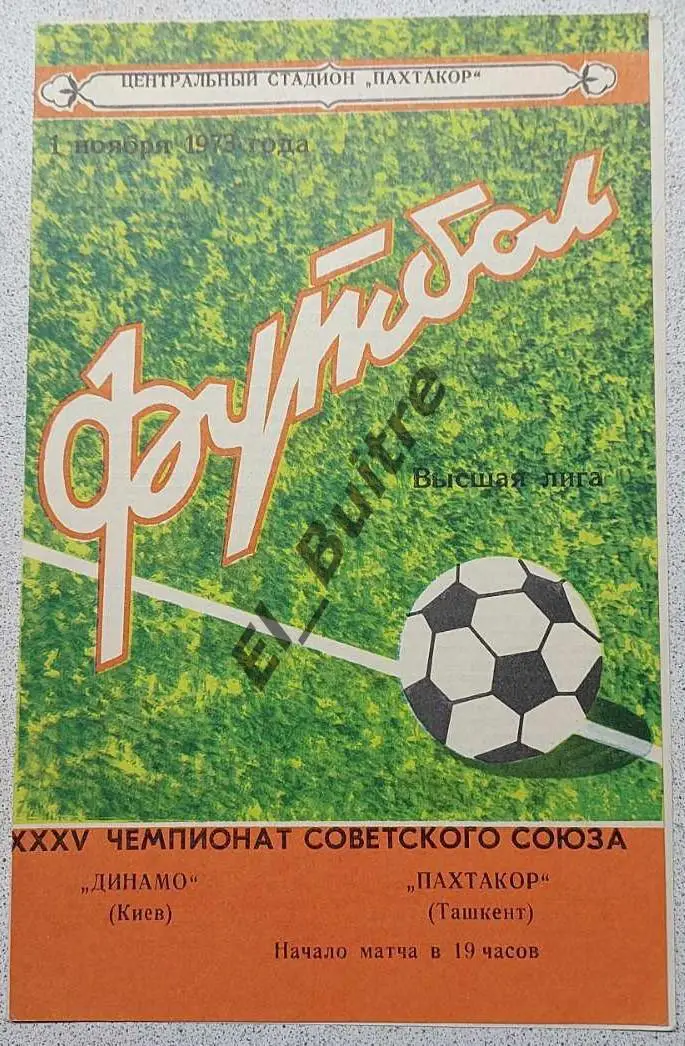 ЦЕНТРАЛЬНЫЙ СТАДИОН „ПАХТАКОР"
1 ноября 1973 года
Футбол
El_Buitre
Высшая лига
XXXV ЧЕМПИОНАТ СОВЕТСКОГО СОЮЗА
„ДИНАМО" „ПАХТАКОР"
(Киев) (Ташкент)
Начало матча в 19 часов